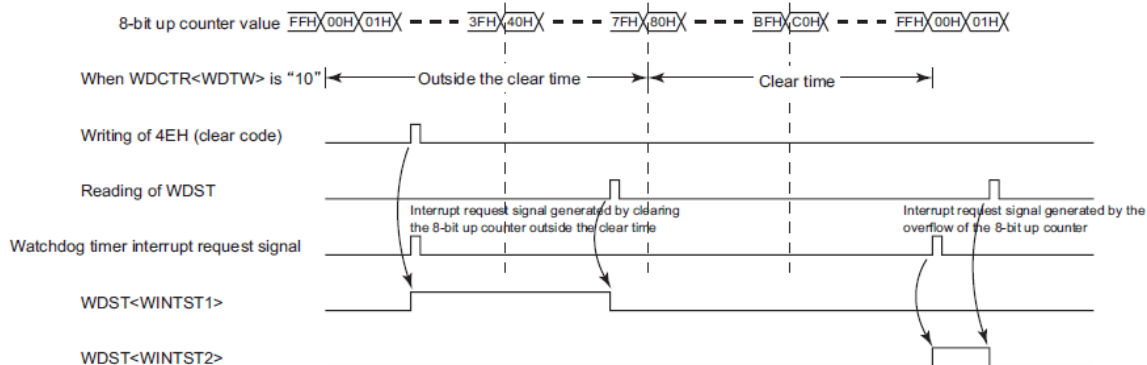 8-bit up counter value FFH 00H 01H 3FH 40H 7FH 80H BFH C0H FFH 00H 01H
When WDCTR<WDTW> is “10” Outside the clear time Clear time
Writing of 4EH (clear code)
Reading of WDST
Interrupt request signal generated by clearing
the 8-bit up counter outside the clear time
Interrupt request signal generated by the
overflow of the 8-bit up counter
Watchdog timer interrupt request signal
WDST<WINTST1>
WDST<WINTST2>